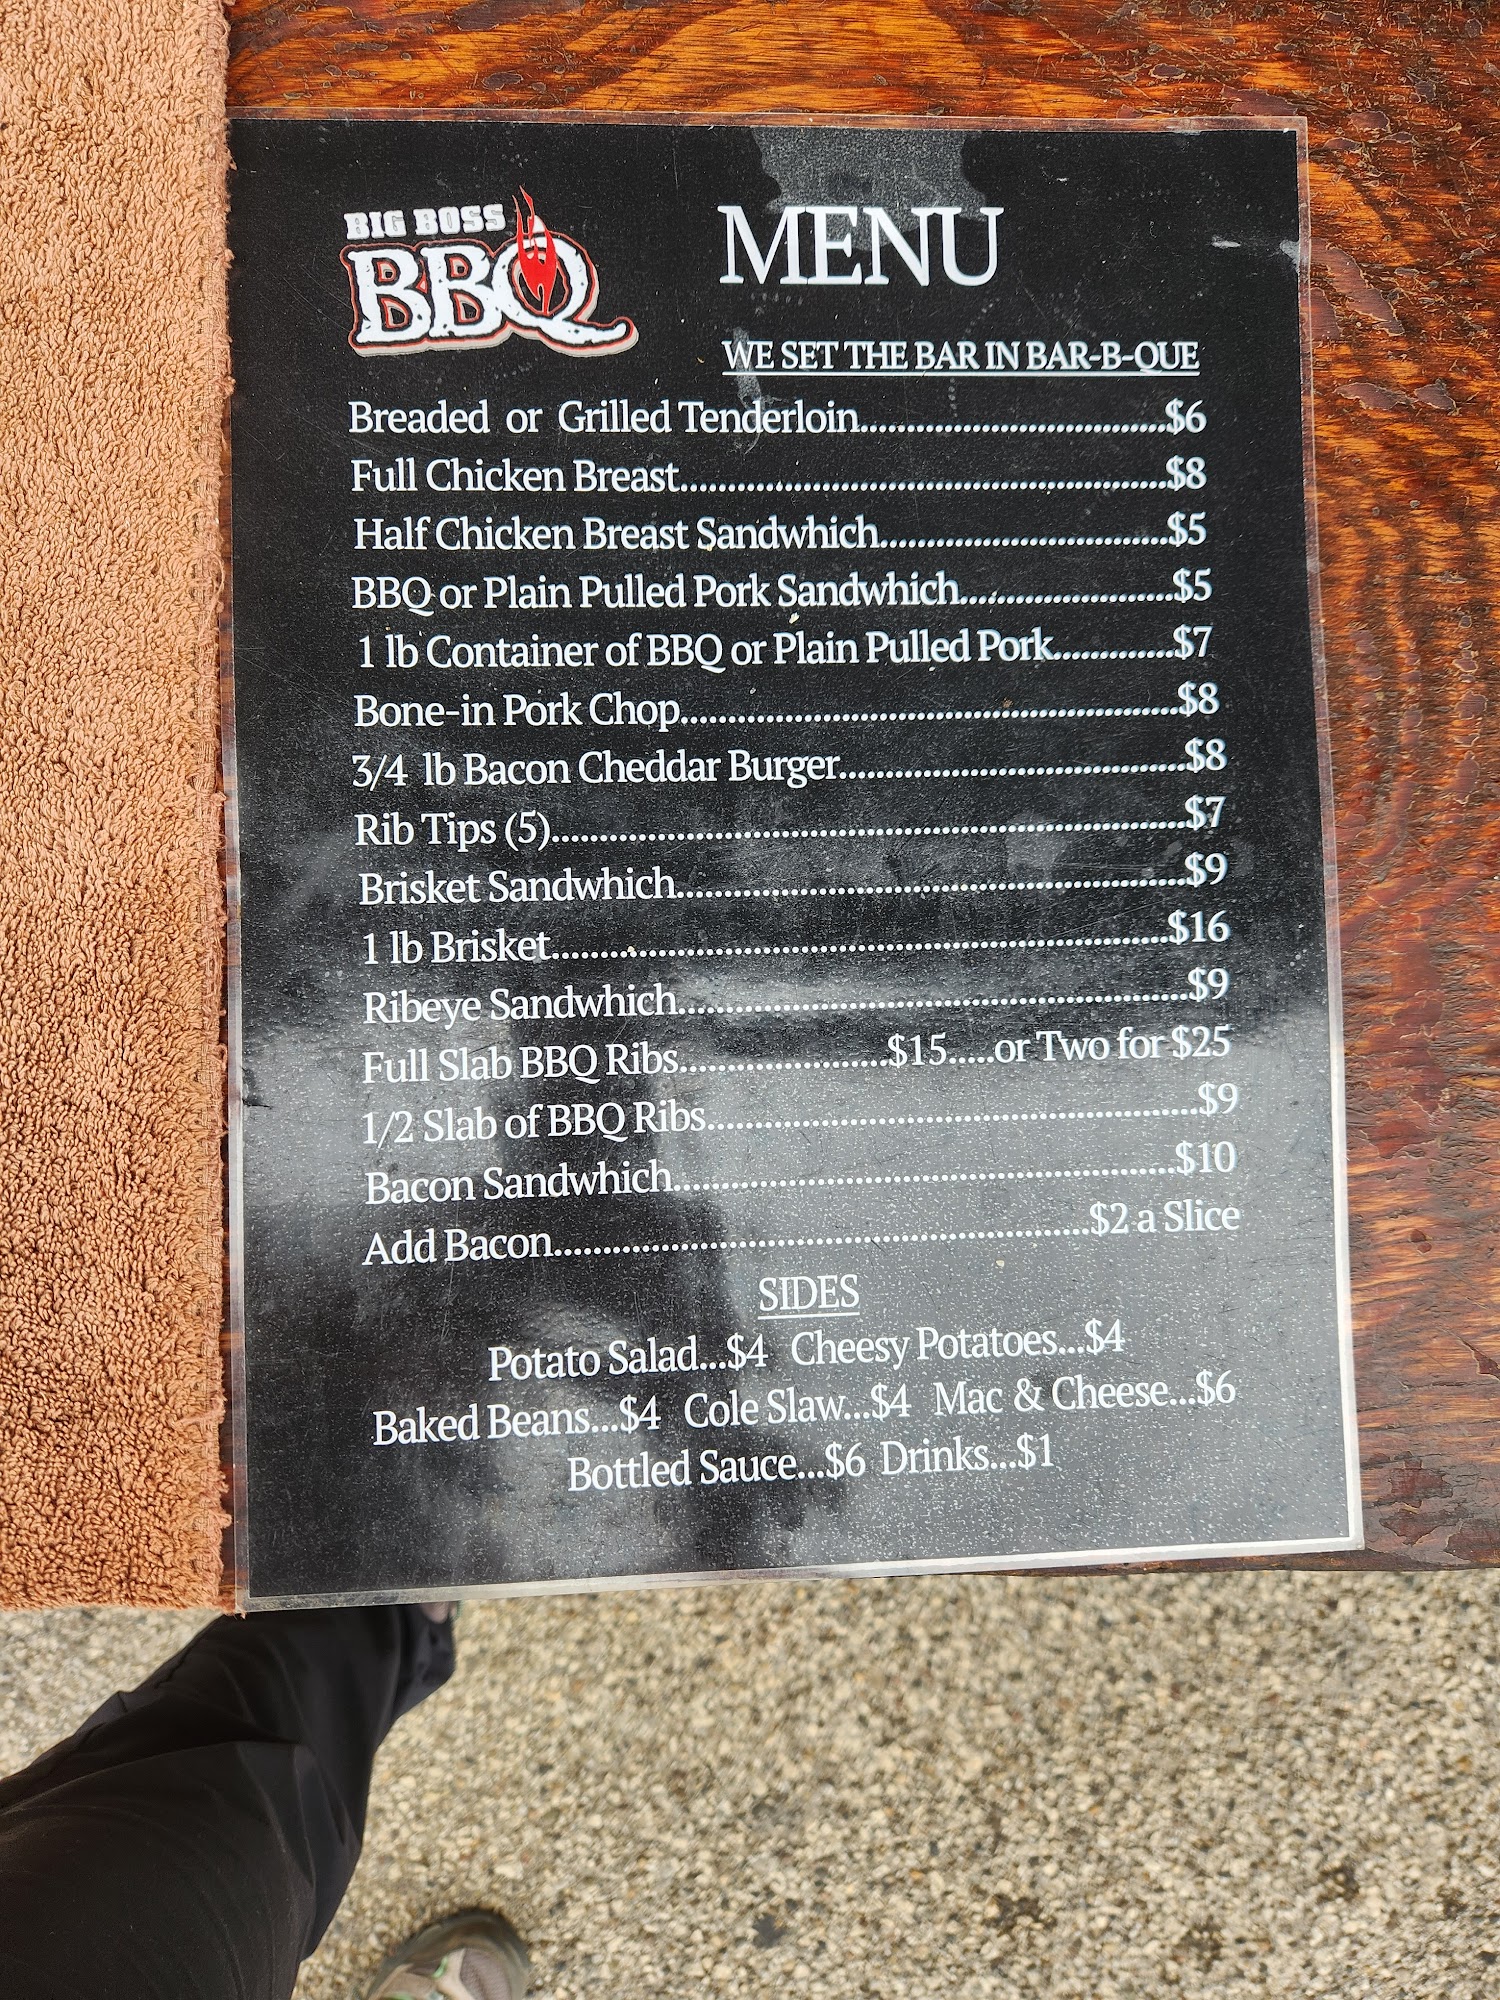 BIG BOSS
BBQ
MENU
WE SET THE BAR IN BAR-B-QUE
Breaded or Grilled Tenderloin..................................$6
Full Chicken Breast......................................................$8
Half Chicken Breast Sandwhich................................$5
BBQ or Plain Pulled Pork Sandwhich........................$5
1 lb Container of BBQ or Plain Pulled Pork.............$7
Bone-in Pork Chop.......................................................$8
3/4 lb Bacon Cheddar Burger......................................$8
Rib Tips (5)......................................................................$7
Brisket Sandwhich........................................................$9
1 lb Brisket....................................................................$16
Ribeye Sandwhich........................................................$9
Full Slab BBQ Ribs.......................$15.....or Two for $25
1/2 Slab of BBQ Ribs......................................................$9
Bacon Sandwhich........................................................$10
Add Bacon...........................................................$2 a Slice
SIDES
Potato Salad...$4 Cheesy Potatoes...$4
Baked Beans...$4 Cole Slaw...$4 Mac & Cheese...$6
Bottled Sauce...$6 Drinks...$1